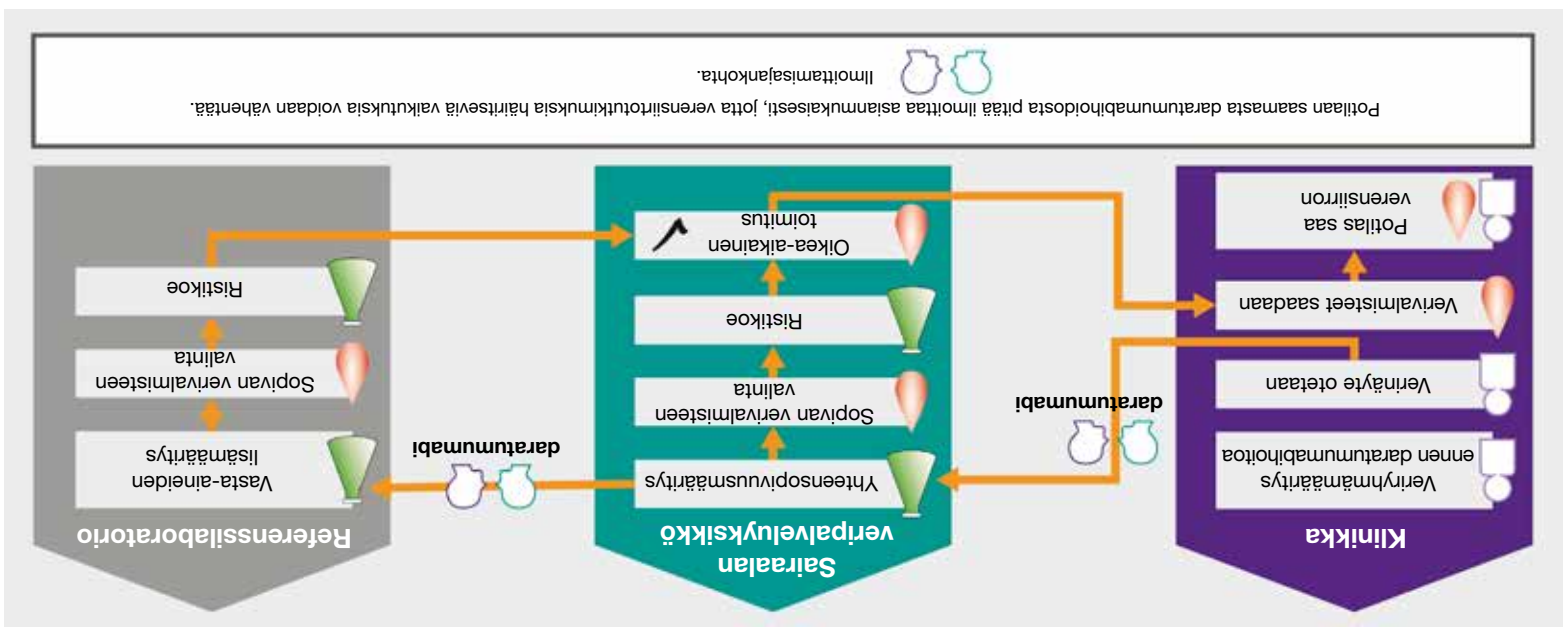 Klinikka
Veriryhmämääritys
ennen daratumumabihoitoa
Verinäyte otetaan
Verivalmisteet saadaan
Potilas saa
verensiirron
daratumumabi
Sairaalan
veripalveluyksikkö
Yhteensopivuusmääritys
Sopivan verivalmisteen
valinta
Ristikoe
Oikea-aikainen
toimitus
daratumumabi
Referenssilaboratorio
Vasta-aineiden
lisämääritys
Sopivan verivalmisteen
valinta
Ristikoe
Potilaan saamasta daratumumabihoidosta pitää ilmoittaa asianmukaisesti, jotta verensiirtotutkimuksia häiritseviä vaikutuksia voidaan vähentää.
Ilmoittamisajankohta.